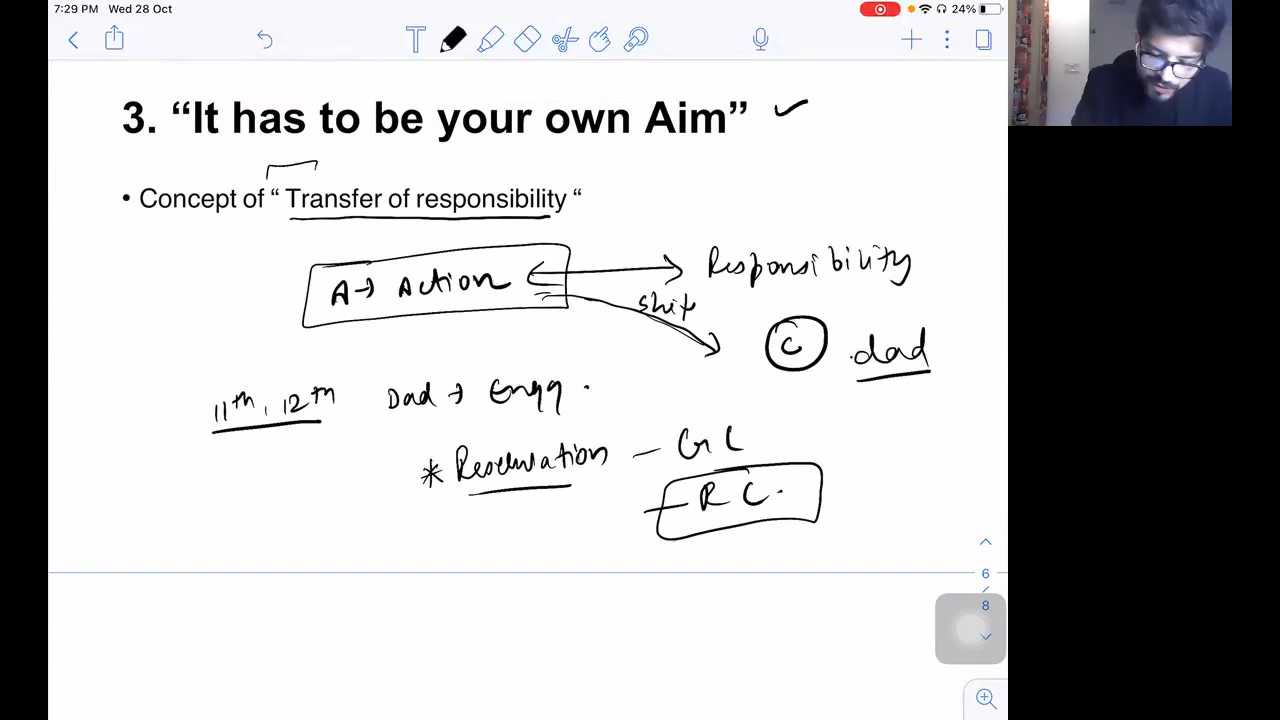 7:29 PM Wed 28 Oct
24%
3. “It has to be your own Aim”
• Concept of “ Transfer of responsibility “
A → Action
Responsibility
shift
C .dad
11th, 12th Dad → Engg .
* Reservation — GC
— RC.
6
8